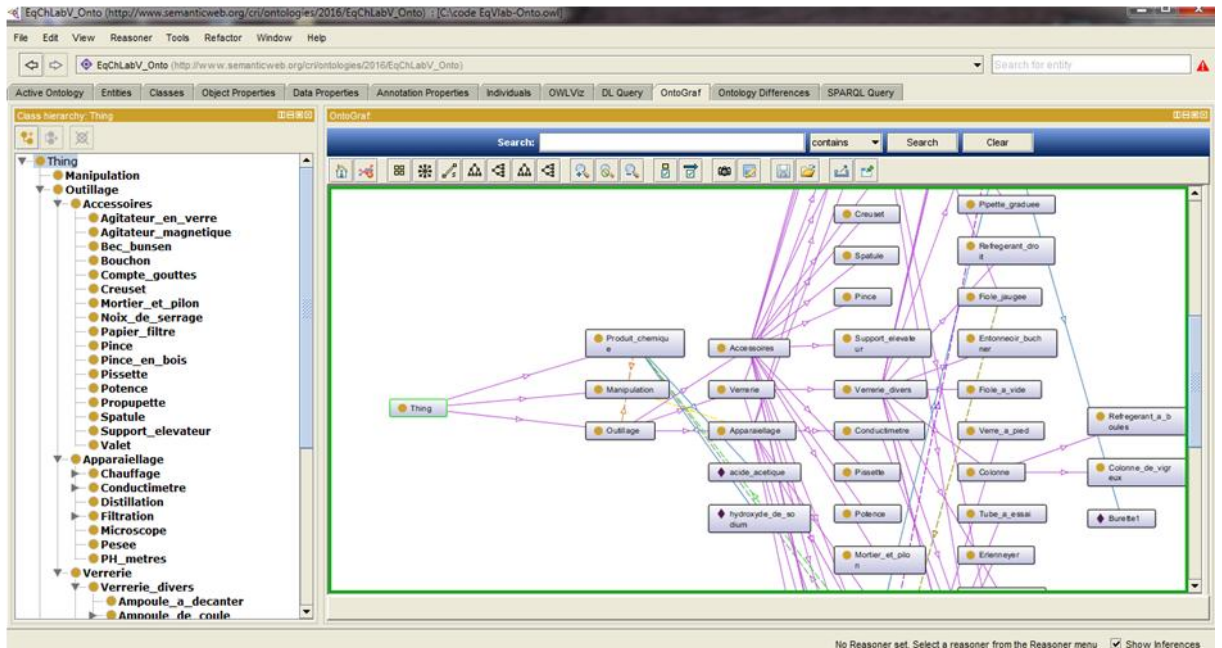 EqChLabV_Onto (http://www.semanticweb.org/cri/ontologies/2016/EqChLabV_Onto) : [C:\code EqVlab-Onto.owl]
File Edit View Reasoner Tools Refactor Window Help
EqChLabV_Onto (http://www.semanticweb.org/cri/ontologies/2016/EqChLabV_Onto)
Search for entity
Active Ontology Entities Classes Object Properties Data Properties Annotation Properties Individuals OWLViz DL Query OntoGraf Ontology Differences SPARQL Query
Class hierarchy: Thing
Thing
Manipulation
Outillage
Accessoires
Agitateur_en_verre
Agitateur_magnetique
Bec_bunsen
Bouchon
Compte_gouttes
Creuset
Mortier_et_pilon
Noix_de_serrage
Papier_filtre
Pince
Pince_en_bois
Pissette
Potence
Propupette
Spatule
Support_elevateur
Valet
Apparaiellage
Chauffage
Conductimetre
Distillation
Filtration
Microscope
Pesee
PH_metres
Verrerie
Verrerie_divers
Ampoule_a_decanter
Ampoule_de_coule
OntoGraf
Search: contains Search Clear
Thing
Produit_chemiqu
e
Manipulation
Outillage
Accessoires
Verrerie
Apparaiellage
acide_acetique
hydroxyde_de_so
dium
Creuset
Spatule
Pince
Support_elevate
ur
Verrerie_divers
Conductimetre
Pissette
Potence
Mortier_et_pilo
n
Pipette_graduee
Refregerant_dro
it
Fiole_jaugee
Entonneoir_buch
ner
Fiole_a_vide
Verre_a_pied
Colonne
Tube_a_essai
Erlenneyer
Refregerant_a_b
oules
Colonne_de_vigr
eux
Burette1
No Reasoner set. Select a reasoner from the Reasoner menu Show Inferences